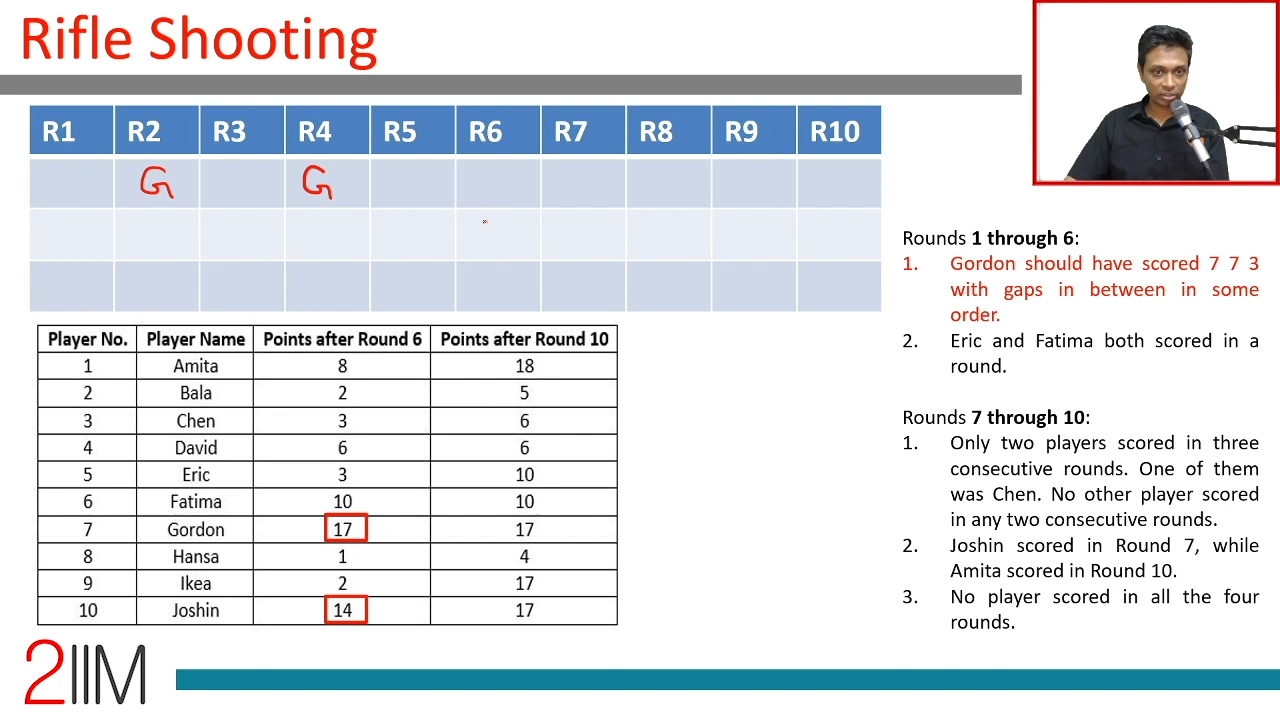 Rifle Shooting
R1 R2 R3 R4 R5 R6 R7 R8 R9 R10
G G
Rounds 1 through 6:
1. Gordon should have scored 7 7 3
with gaps in between in some
order.
2. Eric and Fatima both scored in a
round.
Rounds 7 through 10:
1. Only two players scored in three
consecutive rounds. One of them
was Chen. No other player scored
in any two consecutive rounds.
2. Joshin scored in Round 7, while
Amita scored in Round 10.
3. No player scored in all the four
rounds.
Player No. Player Name Points after Round 6 Points after Round 10
1 Amita 8 18
2 Bala 2 5
3 Chen 3 6
4 David 6 6
5 Eric 3 10
6 Fatima 10 10
7 Gordon 17 17
8 Hansa 1 4
9 Ikea 2 17
10 Joshin 14 17
2IIM